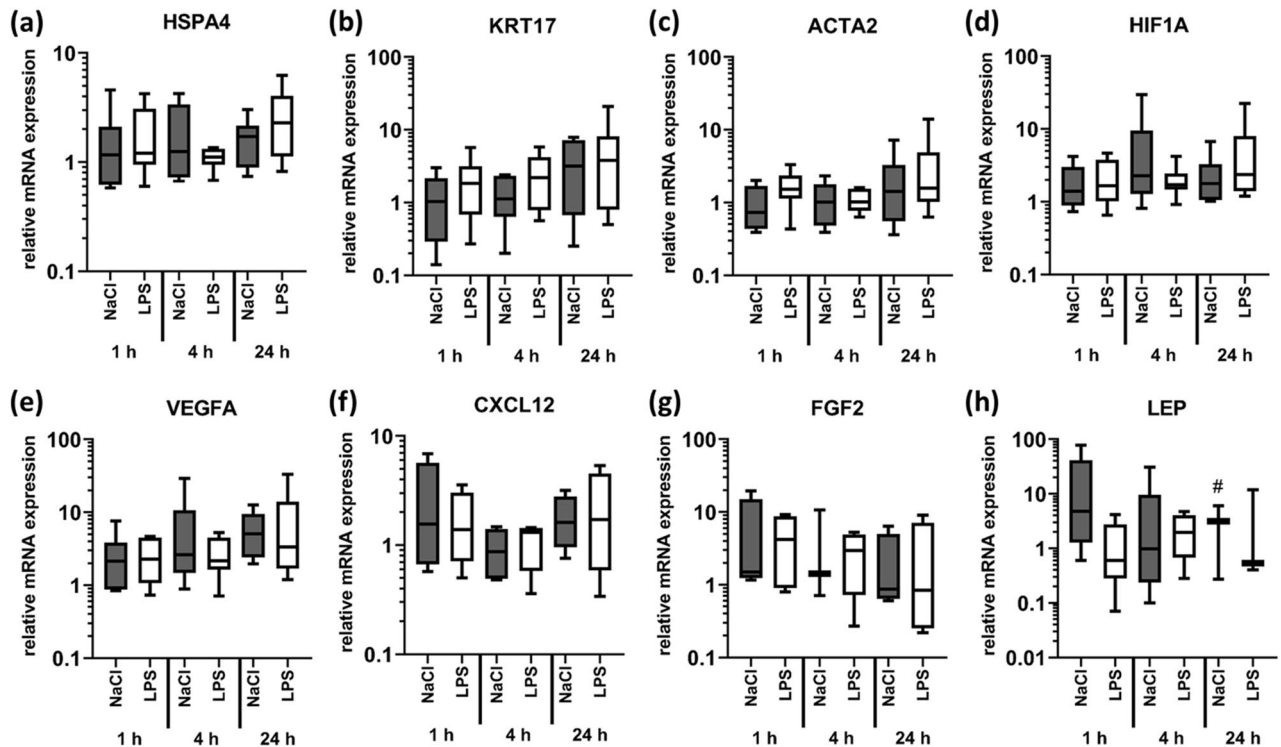 (a) HSPA4
relative mRNA expression
10
1
0.1
NaCl LPS NaCl LPS NaCl LPS
1 h 4 h 24 h
(b) KRT17
relative mRNA expression
100
10
1
0.1
NaCl LPS NaCl LPS NaCl LPS
1 h 4 h 24 h
(c) ACTA2
relative mRNA expression
100
10
1
0.1
NaCl LPS NaCl LPS NaCl LPS
1 h 4 h 24 h
(d) HIF1A
relative mRNA expression
100
10
1
0.1
NaCl LPS NaCl LPS NaCl LPS
1 h 4 h 24 h
(e) VEGFA
relative mRNA expression
100
10
1
0.1
NaCl LPS NaCl LPS NaCl LPS
1 h 4 h 24 h
(f) CXCL12
relative mRNA expression
10
1
0.1
NaCl LPS NaCl LPS NaCl LPS
1 h 4 h 24 h
(g) FGF2
relative mRNA expression
100
10
1
0.1
NaCl LPS NaCl LPS NaCl LPS
1 h 4 h 24 h
(h) LEP
relative mRNA expression
100
10
1
0.1
0.01
#
NaCl LPS NaCl LPS NaCl LPS
1 h 4 h 24 h